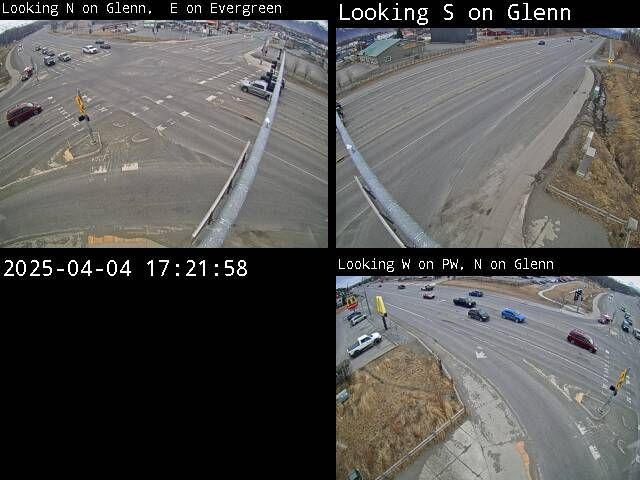 Looking N on Glenn, E on Evergreen
Looking S on Glenn
2025-04-04 17:21:58
Looking W on PW, N on Glenn